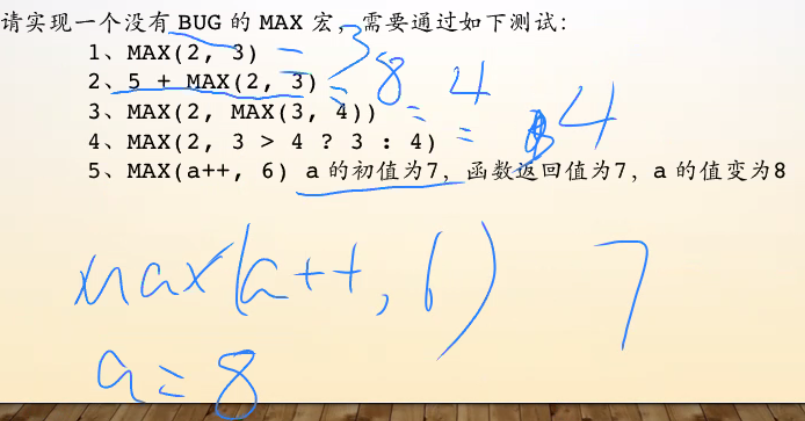 请实现一个没有 BUG 的 MAX 宏，需要通过如下测试：
1、MAX(2, 3) = 3
2、5 + MAX(2, 3) = 8
3、MAX(2, MAX(3, 4)) = 4
4、MAX(2, 3 > 4 ? 3 : 4) = 4
5、MAX(a++, 6) a 的初值为7，函数返回值为7，a 的值变为8
max(a++, 6) 7
a = 8